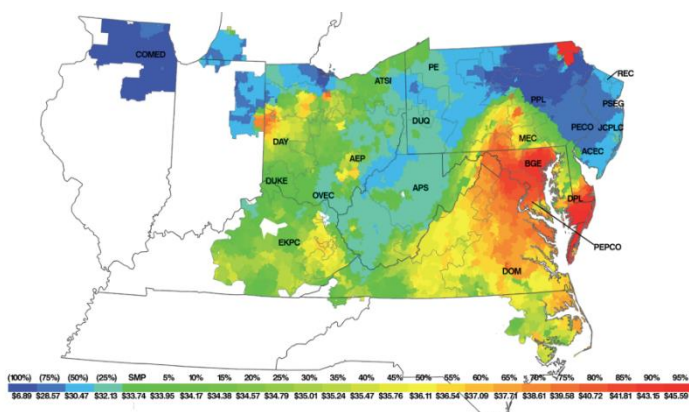 COMED
ATSI
PE
REC
PPL
PSEG
DUQ
PECO
JCPLC
MEC
DAY
ACEC
AEP
BGE
DUKE
OVEC
APS
DPL
EKPC
PEPCO
DOM
(100%) (75%) (50%) (25%) SMP 5% 10% 15% 20% 25% 30% 35% 40% 45% 50% 55% 60% 65% 70% 75% 80% 85% 90% 95%
$6.89 $28.57 $30.47 $32.13 $33.74 $33.95 $34.17 $34.38 $34.57 $34.79 $35.01 $35.24 $35.47 $35.76 $36.11 $36.54 $37.09 $37.71 $38.61 $39.58 $40.72 $41.81 $43.15 $45.59